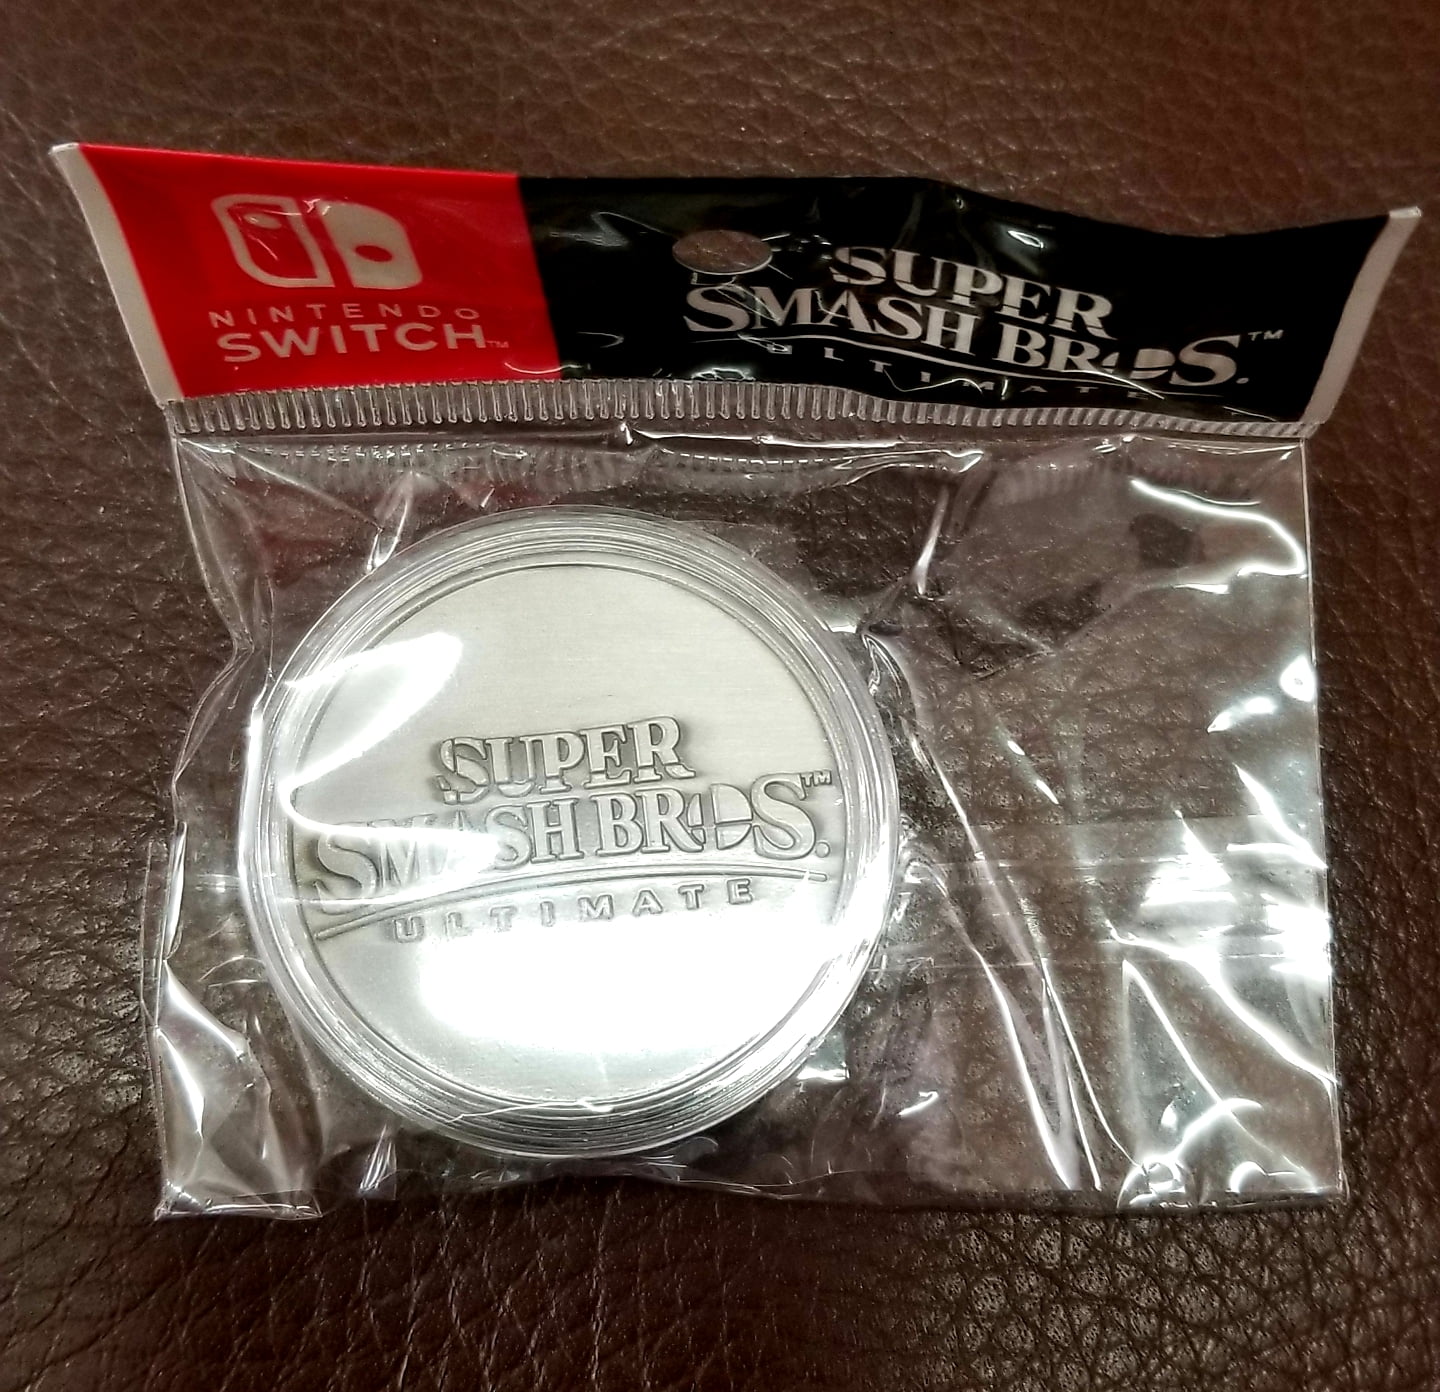 NINTENDO
SWITCH™
SUPER
SMASH BROS.™
ULTIMATE
SUPER
SMASH BROS.™
ULTIMATE